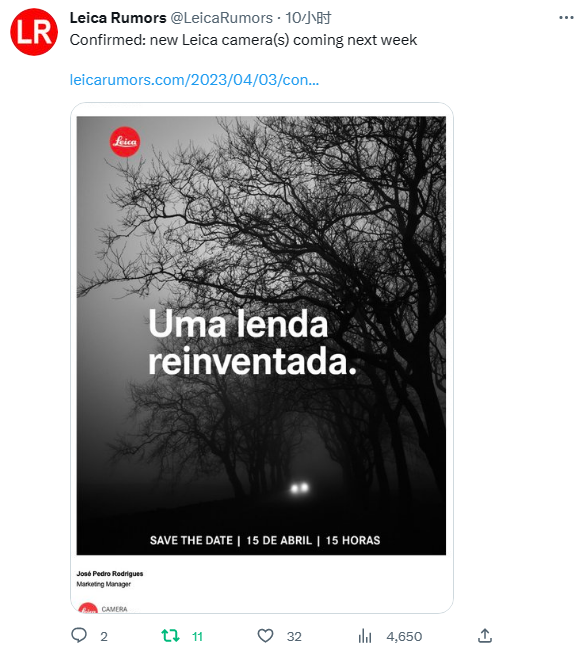 LR
Leica Rumors @LeicaRumors · 10小时
Confirmed: new Leica camera(s) coming next week
leicarumors.com/2023/04/03/con...
Leica
Uma lenda
reinventada.
SAVE THE DATE | 15 DE ABRIL | 15 HORAS
José Pedro Rodrigues
Marketing Manager
Leica
CAMERA
2
11
32
4,650